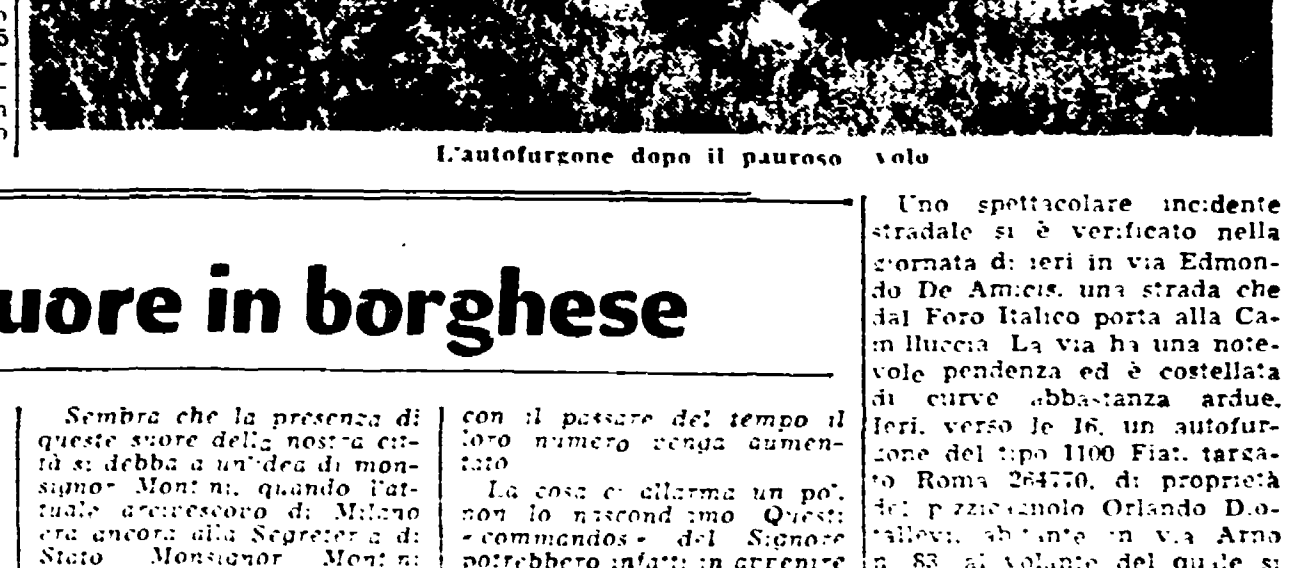 L'autofurgone dopo il pauroso volo
uore in borghese
Sembra che la presenza di
queste suore della nostra cit-
tà si debba a un'idea di mon-
signor Montini, quando l'at-
tuale arcivescovo di Milano
era ancora alla Segreteria di
Stato Monsignor Montini
con il passare del tempo il
loro numero venga aumen-
tato
La cosa ci allarma un po',
non lo nascondiamo Questi
«commandos» del Signore
potrebbero infatti in avvenire
Uno spettacolare incidente
stradale si è verificato nella
giornata di ieri in via Edmon-
do De Amicis, una strada che
dal Foro Italico porta alla Ca-
milluccia La via ha una note-
vole pendenza ed è costellata
di curve abbastanza ardue.
Ieri, verso le 16, un autofur-
gone del tipo 1100 Fiat, targa-
to Roma 264770, di proprietà
del pizzicagnolo Orlando Dio-
tallevi, abitante in via Arno
n. 83, al volante del quale si